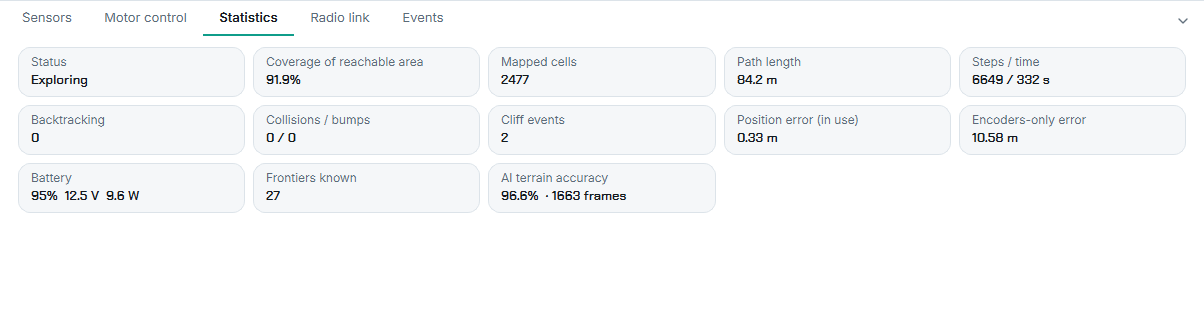 Sensors Motor control Statistics Radio link Events
Status
Exploring
Coverage of reachable area
91.9%
Mapped cells
2477
Path length
84.2 m
Steps / time
6649 / 332 s
Backtracking
0
Collisions / bumps
0 / 0
Cliff events
2
Position error (in use)
0.33 m
Encoders-only error
10.58 m
Battery
95% 12.5 V 9.6 W
Frontiers known
27
AI terrain accuracy
96.6% · 1663 frames